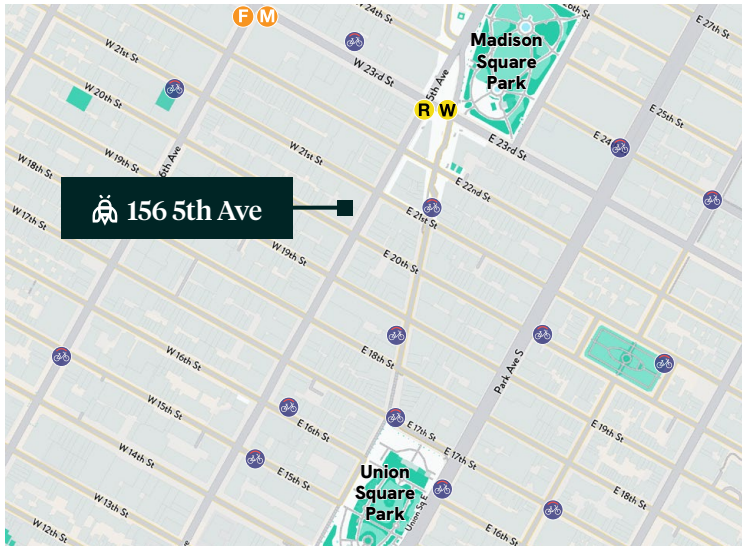 F M
W 24th St
26th St
E 27th St
W 21st St
Madison
Square
Park
W 23rd St
5th Ave
W 20th St
R W
E 25th St
E 24
W 21st St
E 23rd St
W 19th St
6th Ave
W 18th St
E 22nd St
156 5th Ave
E 21st St
W 17th St
W 19th St
E 20th St
W 16th St
E 18th St
Park Ave S
W 15th St
E 16th St
E 17th St
E 17th St
E 19th St
W 14th St
E 15th St
Union
Square
Park
Union Sq E
E 18th St
W 13th St
W 12th St
E 16th St